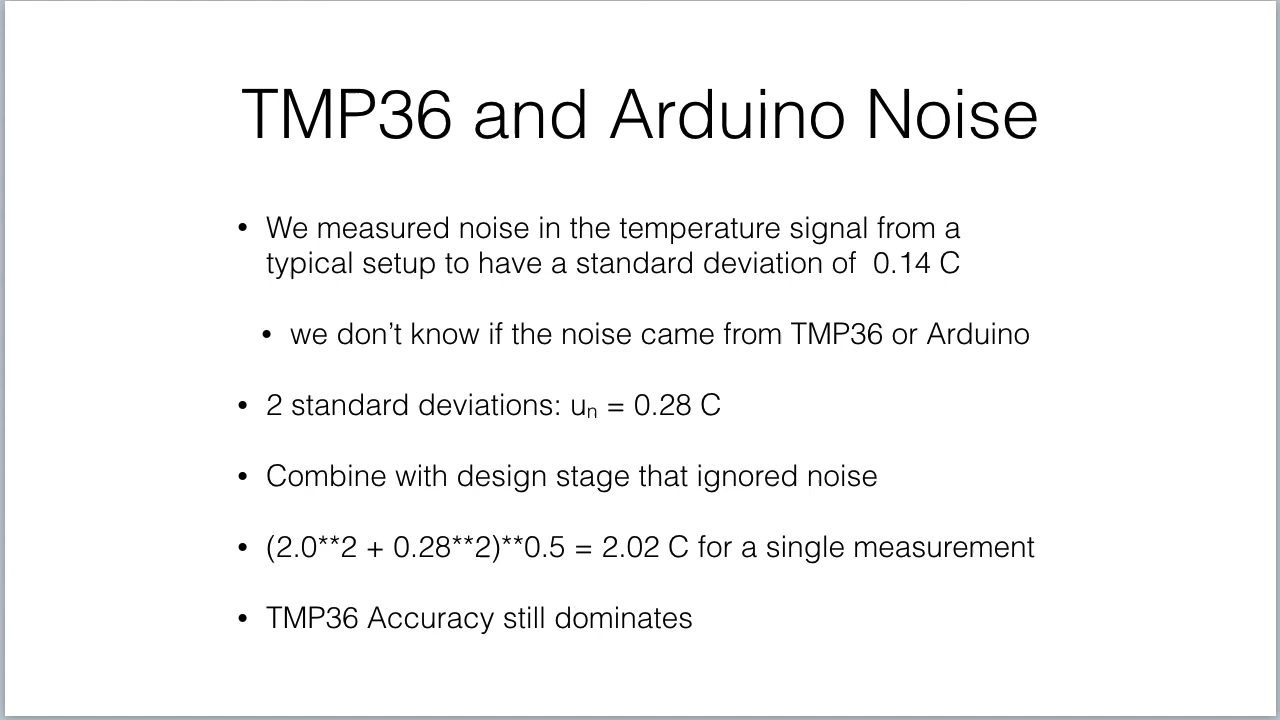 TMP36 and Arduino Noise
• We measured noise in the temperature signal from a
typical setup to have a standard deviation of  0.14 C
• we don’t know if the noise came from TMP36 or Arduino
• 2 standard deviations: uₙ = 0.28 C
• Combine with design stage that ignored noise
• (2.0**2 + 0.28**2)**0.5 = 2.02 C for a single measurement
• TMP36 Accuracy still dominates